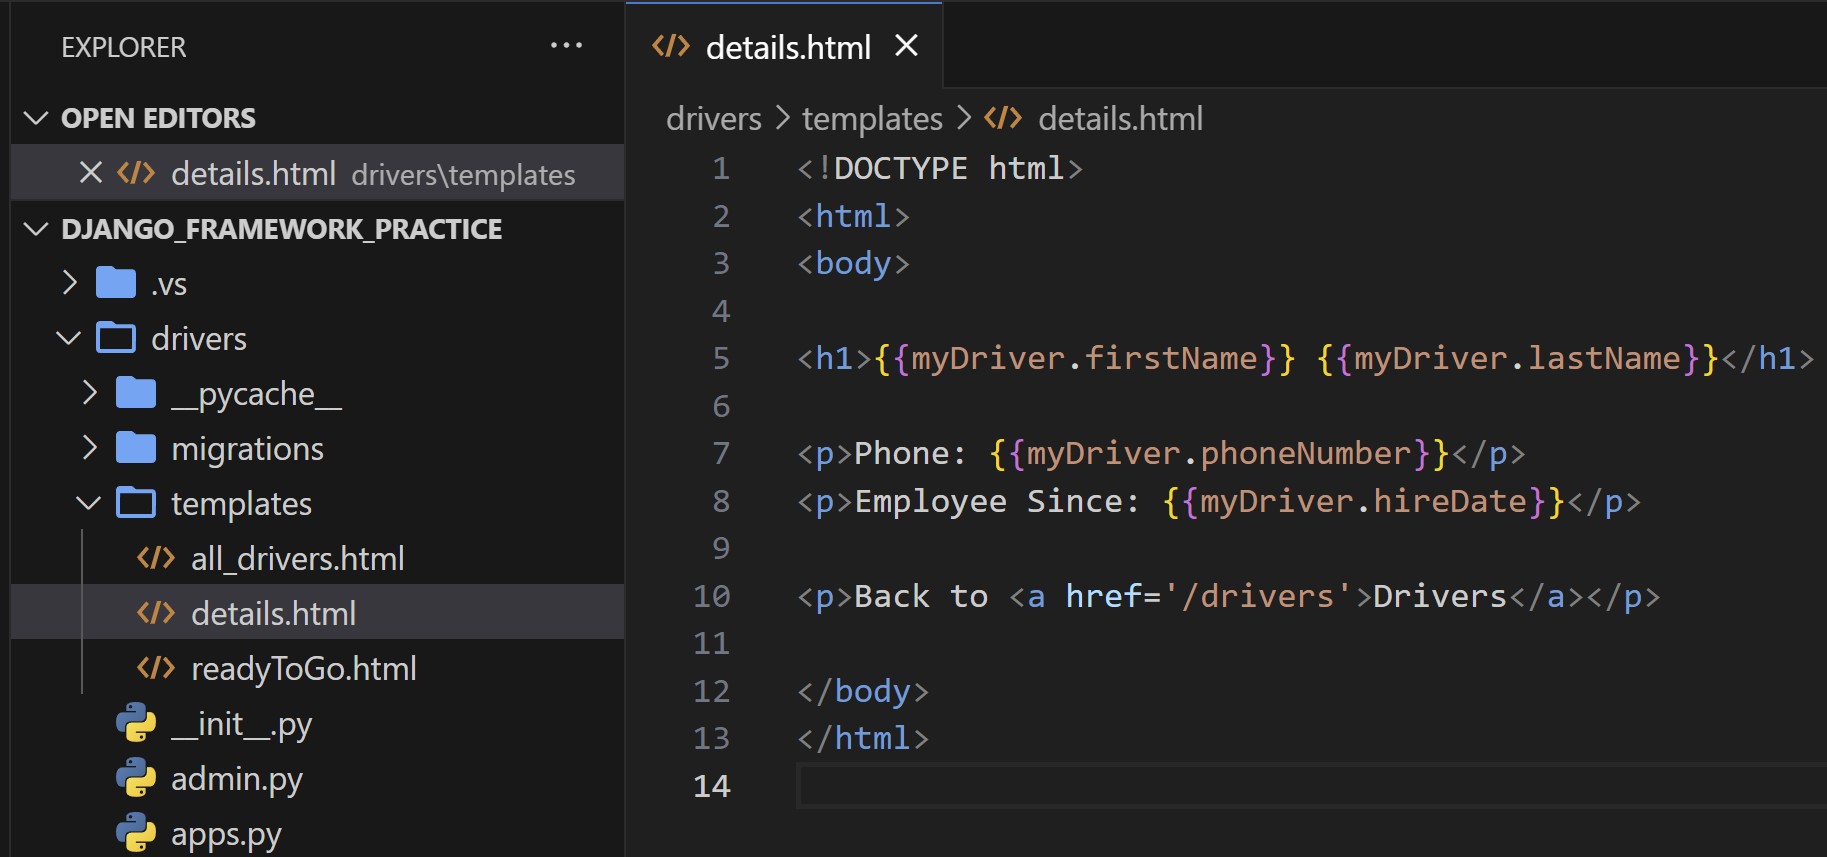 EXPLORER
OPEN EDITORS
details.html drivers\templates
DJANGO_FRAMEWORK_PRACTICE
.vs
drivers
__pycache__
migrations
templates
all_drivers.html
details.html
readyToGo.html
__init__.py
admin.py
apps.py
details.html
drivers > templates > details.html
1 <!DOCTYPE html>
2 <html>
3 <body>
4
5 <h1>{{myDriver.firstName}} {{myDriver.lastName}}</h1>
6
7 <p>Phone: {{myDriver.phoneNumber}}</p>
8 <p>Employee Since: {{myDriver.hireDate}}</p>
9
10 <p>Back to <a href='/drivers'>Drivers</a></p>
11
12 </body>
13 </html>
14